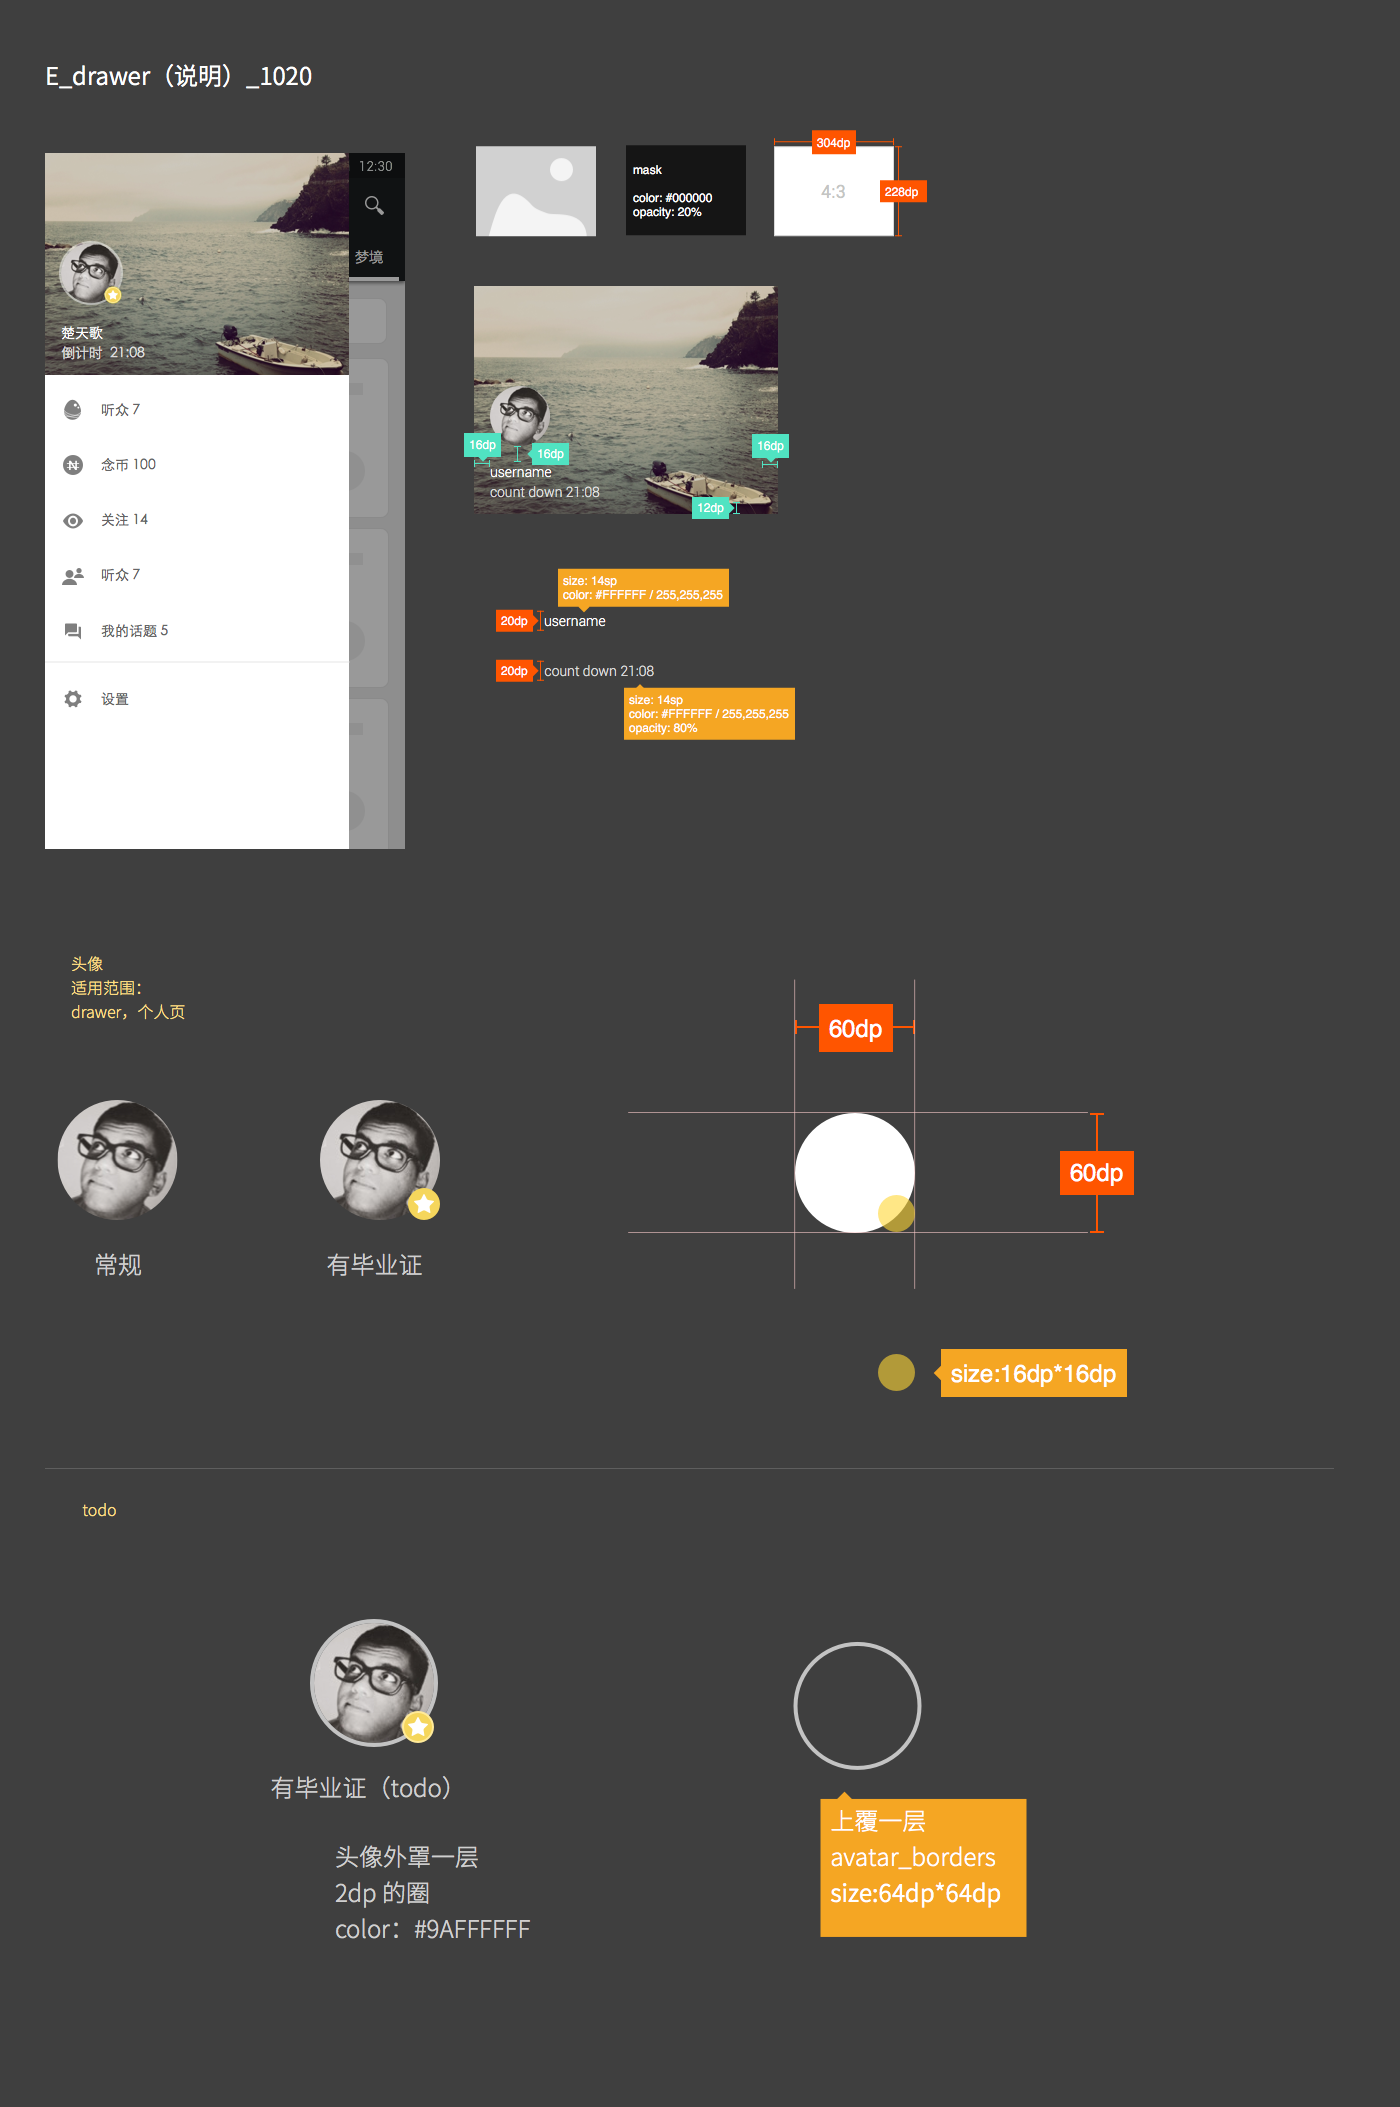 E_drawer（说明）_1020
12:30
梦境
楚天歌
倒计时 21:08
听众 7
念币 100
关注 14
听众 7
我的话题 5
设置
mask
color: #000000
opacity: 20%
304dp
4:3
228dp
16dp
16dp
16dp
username
count down 21:08
12dp
size: 14sp
color: #FFFFFF / 255,255,255
20dp
username
20dp
count down 21:08
size: 14sp
color: #FFFFFF / 255,255,255
opacity: 80%
头像
适用范围：
drawer，个人页
常规
有毕业证
60dp
60dp
size:16dp*16dp
todo
有毕业证（todo）
头像外罩一层
2dp 的圈
color：#9AFFFFFF
上覆一层
avatar_borders
size:64dp*64dp